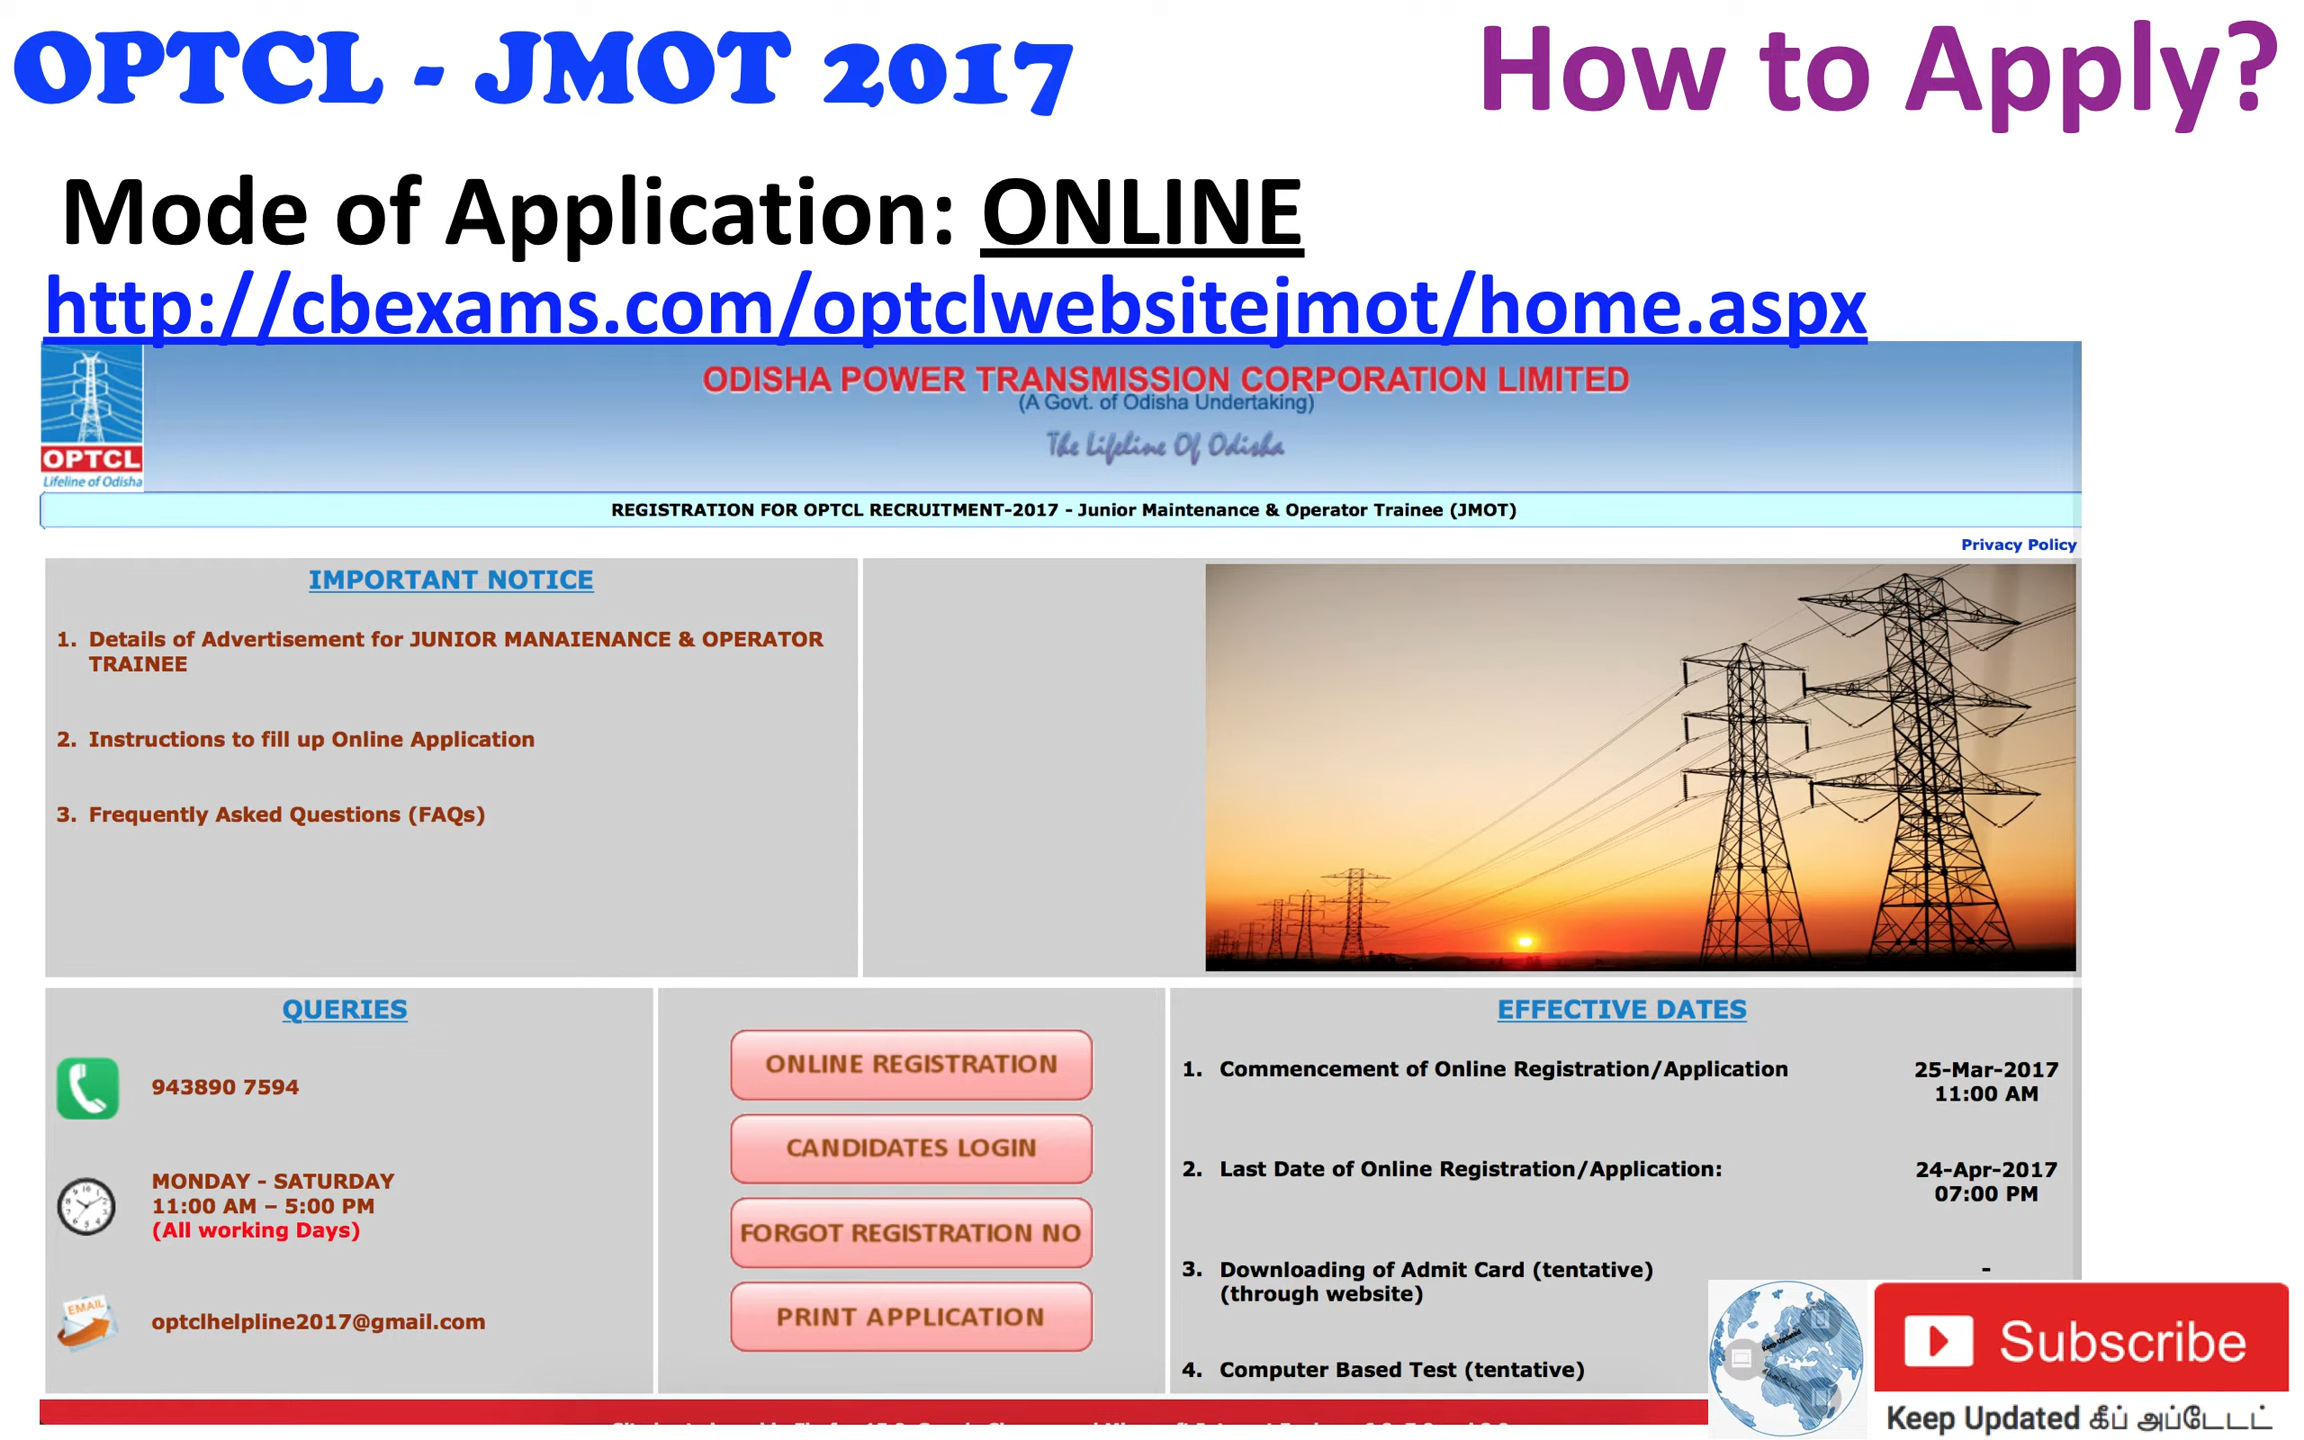 OPTCL - JMOT 2017
How to Apply?
Mode of Application: ONLINE
http://cbexams.com/optclwebsitejmot/home.aspx
ODISHA POWER TRANSMISSION CORPORATION LIMITED
(A Govt. of Odisha Undertaking)
The Lifeline Of Odisha
OPTCL
Lifeline of Odisha
REGISTRATION FOR OPTCL RECRUITMENT-2017 - Junior Maintenance & Operator Trainee (JMOT)
Privacy Policy
IMPORTANT NOTICE
1. Details of Advertisement for JUNIOR MANAIENANCE & OPERATOR
TRAINEE
2. Instructions to fill up Online Application
3. Frequently Asked Questions (FAQs)
QUERIES
943890 7594
MONDAY - SATURDAY
11:00 AM – 5:00 PM
(All working Days)
EMAIL
optclhelpline2017@gmail.com
ONLINE REGISTRATION
CANDIDATES LOGIN
FORGOT REGISTRATION NO
PRINT APPLICATION
EFFECTIVE DATES
1. Commencement of Online Registration/Application 25-Mar-2017
11:00 AM
2. Last Date of Online Registration/Application: 24-Apr-2017
07:00 PM
3. Downloading of Admit Card (tentative) -
(through website)
4. Computer Based Test (tentative)
Subscribe
Keep Updated கீப் அப்டேட்